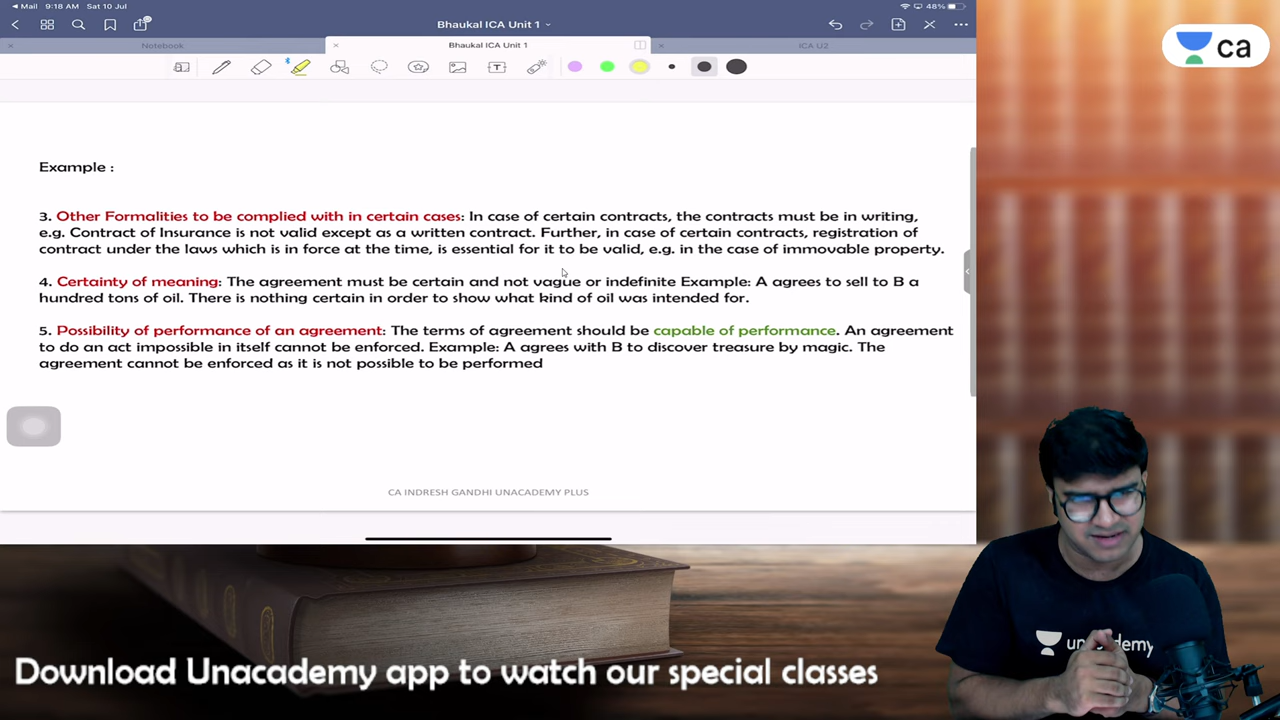 Mail 9:18 AM Sat 10 Jul 48%
Bhaukal ICA Unit 1
Notebook Bhaukal ICA Unit 1 ICA U2
ca
Example :
3. Other Formalities to be complied with in certain cases: In case of certain contracts, the contracts must be in writing,
e.g. Contract of Insurance is not valid except as a written contract. Further, in case of certain contracts, registration of
contract under the laws which is in force at the time, is essential for it to be valid, e.g. in the case of immovable property.
4. Certainty of meaning: The agreement must be certain and not vague or indefinite Example: A agrees to sell to B a
hundred tons of oil. There is nothing certain in order to show what kind of oil was intended for.
5. Possibility of performance of an agreement: The terms of agreement should be capable of performance. An agreement
to do an act impossible in itself cannot be enforced. Example: A agrees with B to discover treasure by magic. The
agreement cannot be enforced as it is not possible to be performed
CA INDRESH GANDHI UNACADEMY PLUS
Download Unacademy app to watch our special classes